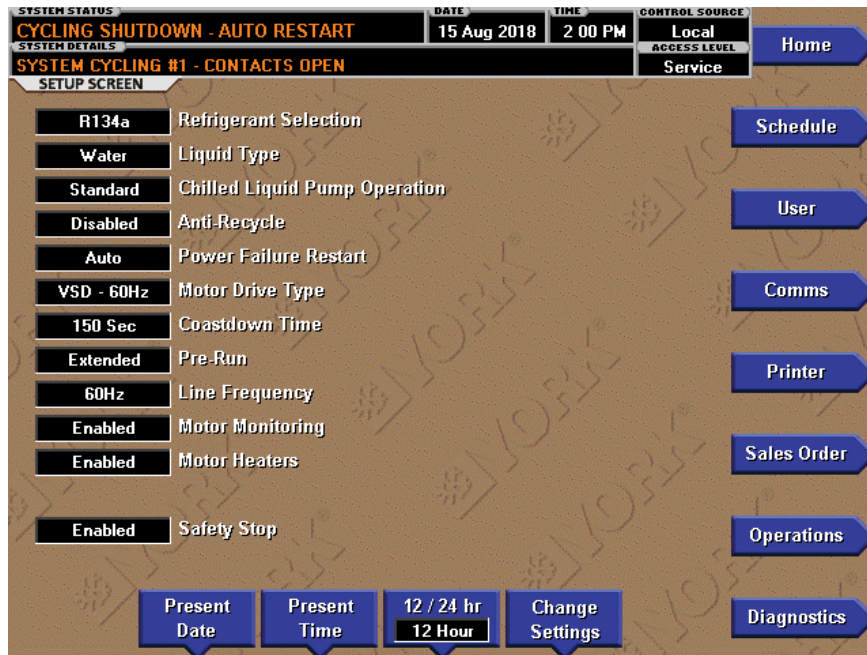 SYSTEM STATUS
CYCLING SHUTDOWN - AUTO RESTART
DATE
15 Aug 2018
TIME
2 00 PM
CONTROL SOURCE
Local
SYSTEM DETAILS
SYSTEM CYCLING #1 - CONTACTS OPEN
ACCESS LEVEL
Service
Home
SETUP SCREEN
R134a Refrigerant Selection
Schedule
Water Liquid Type
Standard Chilled Liquid Pump Operation
User
Disabled Anti-Recycle
Auto Power Failure Restart
VSD - 60Hz Motor Drive Type
Comms
150 Sec Coastdown Time
Extended Pre-Run
Printer
60Hz Line Frequency
Enabled Motor Monitoring
Enabled Motor Heaters
Sales Order
Enabled Safety Stop
Operations
Present Date
Present Time
12 / 24 hr
12 Hour
Change Settings
Diagnostics
YORK